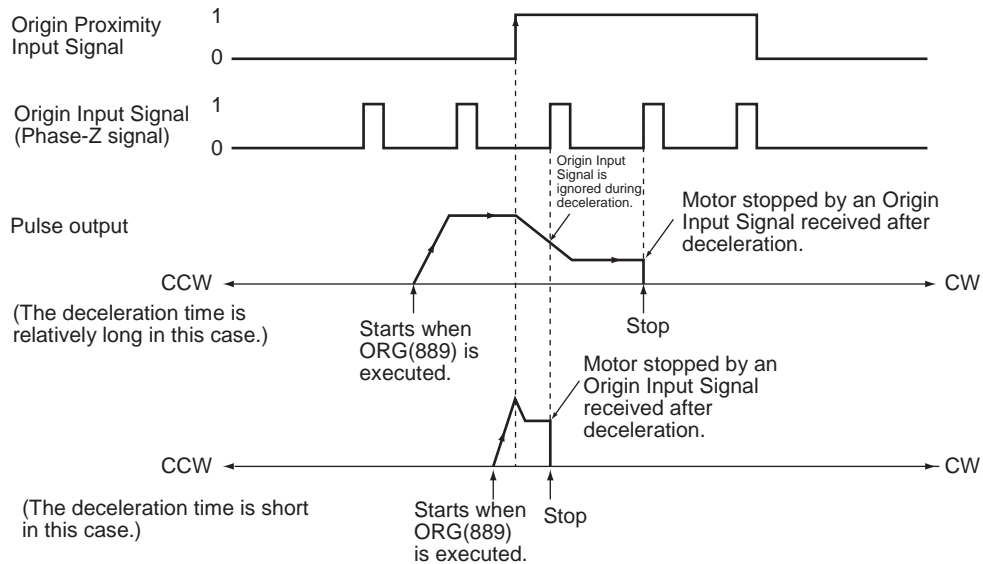 Origin Proximity
Input Signal
1
0
Origin Input Signal
(Phase-Z signal)
1
0
Origin Input
Signal is
ignored during
deceleration.
Motor stopped by an Origin
Input Signal received after
deceleration.
Pulse output
CCW
CW
(The deceleration time is
relatively long in this case.)
Starts when
ORG(889) is
executed.
Stop
Motor stopped by an
Origin Input Signal
received after
deceleration.
CCW
CW
(The deceleration time is short
in this case.)
Starts when
ORG(889)
is executed.
Stop